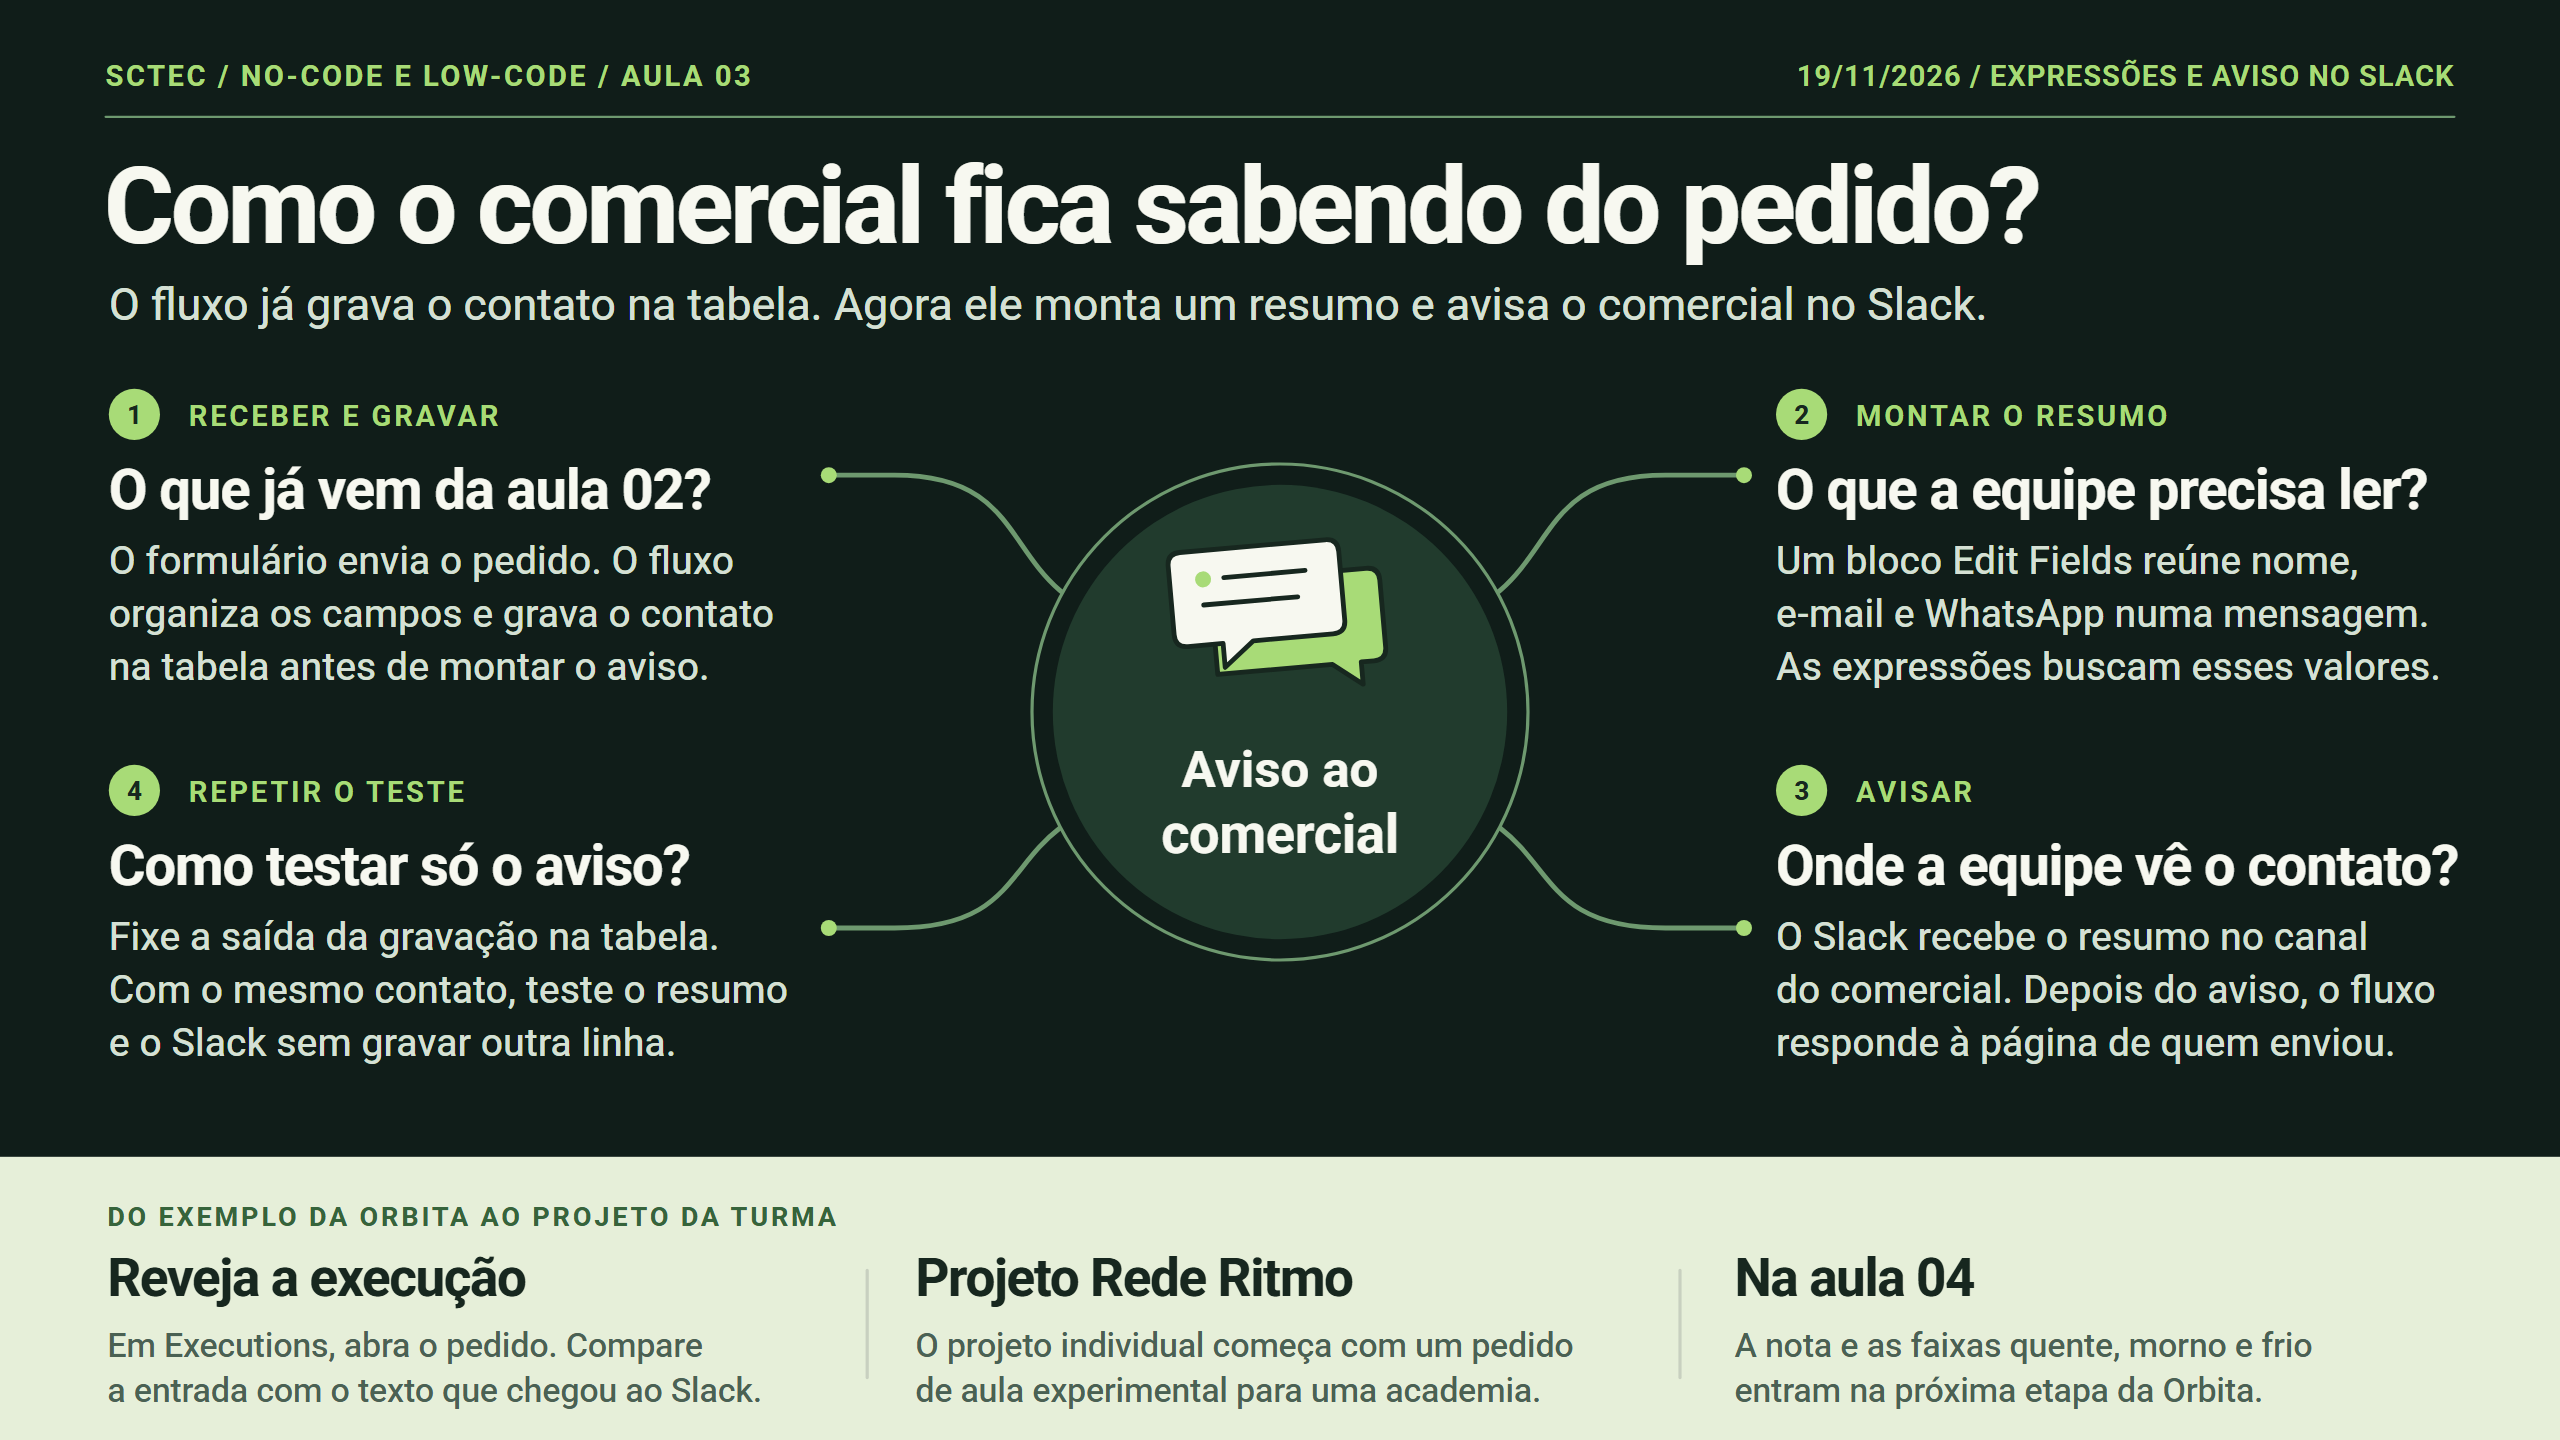 SCTEC / NO-CODE E LOW-CODE / AULA 03
19/11/2026 / EXPRESSÕES E AVISO NO SLACK
Como o comercial fica sabendo do pedido?
O fluxo já grava o contato na tabela. Agora ele monta um resumo e avisa o comercial no Slack.
1 RECEBER E GRAVAR
O que já vem da aula 02?
O formulário envia o pedido. O fluxo
organiza os campos e grava o contato
na tabela antes de montar o aviso.
2 MONTAR O RESUMO
O que a equipe precisa ler?
Um bloco Edit Fields reúne nome,
e-mail e WhatsApp numa mensagem.
As expressões buscam esses valores.
Aviso ao
comercial
3 AVISAR
Onde a equipe vê o contato?
O Slack recebe o resumo no canal
do comercial. Depois do aviso, o fluxo
responde à página de quem enviou.
4 REPETIR O TESTE
Como testar só o aviso?
Fixe a saída da gravação na tabela.
Com o mesmo contato, teste o resumo
e o Slack sem gravar outra linha.
DO EXEMPLO DA ORBITA AO PROJETO DA TURMA
Reveja a execução
Em Executions, abra o pedido. Compare
a entrada com o texto que chegou ao Slack.
Projeto Rede Ritmo
O projeto individual começa com um pedido
de aula experimental para uma academia.
Na aula 04
A nota e as faixas quente, morno e frio
entram na próxima etapa da Orbita.